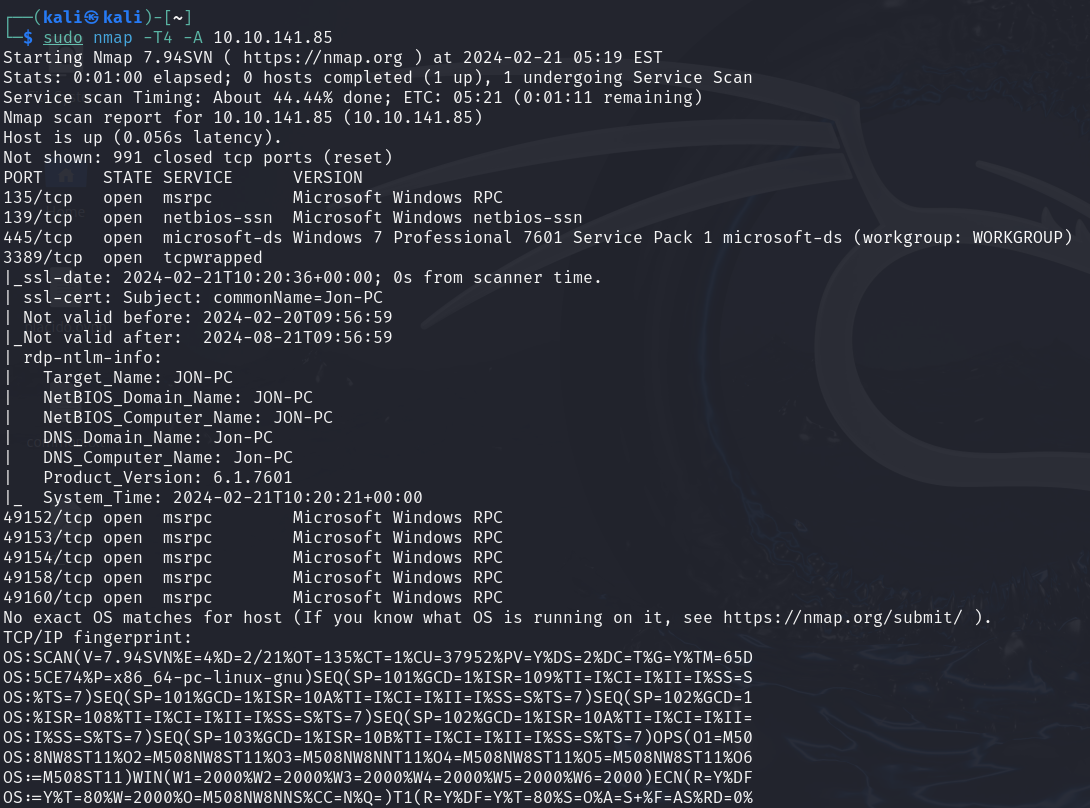 ┌──(kali㉿kali)-[~]
└─$ sudo nmap -T4 -A 10.10.141.85
Starting Nmap 7.94SVN ( https://nmap.org ) at 2024-02-21 05:19 EST
Stats: 0:01:00 elapsed; 0 hosts completed (1 up), 1 undergoing Service Scan
Service scan Timing: About 44.44% done; ETC: 05:21 (0:01:11 remaining)
Nmap scan report for 10.10.141.85 (10.10.141.85)
Host is up (0.056s latency).
Not shown: 991 closed tcp ports (reset)
PORT      STATE SERVICE      VERSION
135/tcp   open  msrpc        Microsoft Windows RPC
139/tcp   open  netbios-ssn  Microsoft Windows netbios-ssn
445/tcp   open  microsoft-ds Windows 7 Professional 7601 Service Pack 1 microsoft-ds (workgroup: WORKGROUP)
3389/tcp  open  tcpwrapped
|_ssl-date: 2024-02-21T10:20:36+00:00; 0s from scanner time.
| ssl-cert: Subject: commonName=Jon-PC
| Not valid before: 2024-02-20T09:56:59
|_Not valid after:  2024-08-21T09:56:59
| rdp-ntlm-info:
|   Target_Name: JON-PC
|   NetBIOS_Domain_Name: JON-PC
|   NetBIOS_Computer_Name: JON-PC
|   DNS_Domain_Name: Jon-PC
|   DNS_Computer_Name: Jon-PC
|   Product_Version: 6.1.7601
|_  System_Time: 2024-02-21T10:20:21+00:00
49152/tcp open  msrpc        Microsoft Windows RPC
49153/tcp open  msrpc        Microsoft Windows RPC
49154/tcp open  msrpc        Microsoft Windows RPC
49158/tcp open  msrpc        Microsoft Windows RPC
49160/tcp open  msrpc        Microsoft Windows RPC
No exact OS matches for host (If you know what OS is running on it, see https://nmap.org/submit/ ).
TCP/IP fingerprint:
OS:SCAN(V=7.94SVN%E=4%D=2/21%OT=135%CT=1%CU=37952%PV=Y%DS=2%DC=T%G=Y%TM=65D
OS:5CE74%P=x86_64-pc-linux-gnu)SEQ(SP=101%GCD=1%ISR=109%TI=I%CI=I%II=I%SS=S
OS:%TS=7)SEQ(SP=101%GCD=1%ISR=10A%TI=I%CI=I%II=I%SS=S%TS=7)SEQ(SP=102%GCD=1
OS:%ISR=108%TI=I%CI=I%II=I%SS=S%TS=7)SEQ(SP=102%GCD=1%ISR=10A%TI=I%CI=I%II=
OS:I%SS=S%TS=7)SEQ(SP=103%GCD=1%ISR=10B%TI=I%CI=I%II=I%SS=S%TS=7)OPS(O1=M50
OS:8NW8ST11%O2=M508NW8ST11%O3=M508NW8NNT11%O4=M508NW8ST11%O5=M508NW8ST11%O6
OS:=M508ST11)WIN(W1=2000%W2=2000%W3=2000%W4=2000%W5=2000%W6=2000)ECN(R=Y%DF
OS:=Y%T=80%W=2000%O=M508NW8NNS%CC=N%Q=)T1(R=Y%DF=Y%T=80%S=O%A=S+%F=AS%RD=0%